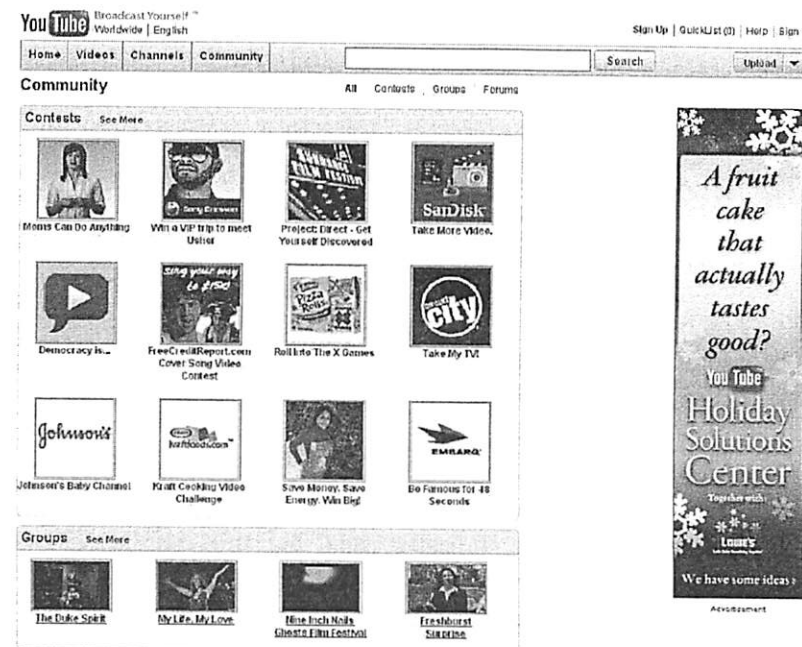 You Tube Broadcast Yourself ™
Worldwide | English
Sign Up | QuickList (0) | Help | Sign
Home Videos Channels Community Search Upload
Community All Contests Groups Forums
Contests See More
Moms Can Do Anything
Win a VIP trip to meet Usher
Project: Direct - Get Yourself Discovered
SanDisk
Take More Video.
Democracy is...
sing your way to
FreeCreditReport.com Cover Song Video Contest
Pizza Rolls
Roll Into The X Games
city
Take My TV!
Johnson's
Johnson's Baby Channel
kraftfoods.com
Kraft Cooking Video Challenge
Save Money. Save Energy. Win Big!
EMBARQ
Be Famous for 48 Seconds
Groups See More
The Duke Spirit
My Life, My Love
Nine Inch Nails Ghosts Film Festival
Freshburst Surprise
A fruit
cake
that
actually
tastes
good?
You Tube
Holiday
Solutions
Center
Together with:
LOWE'S
We have some ideas
Advertisement